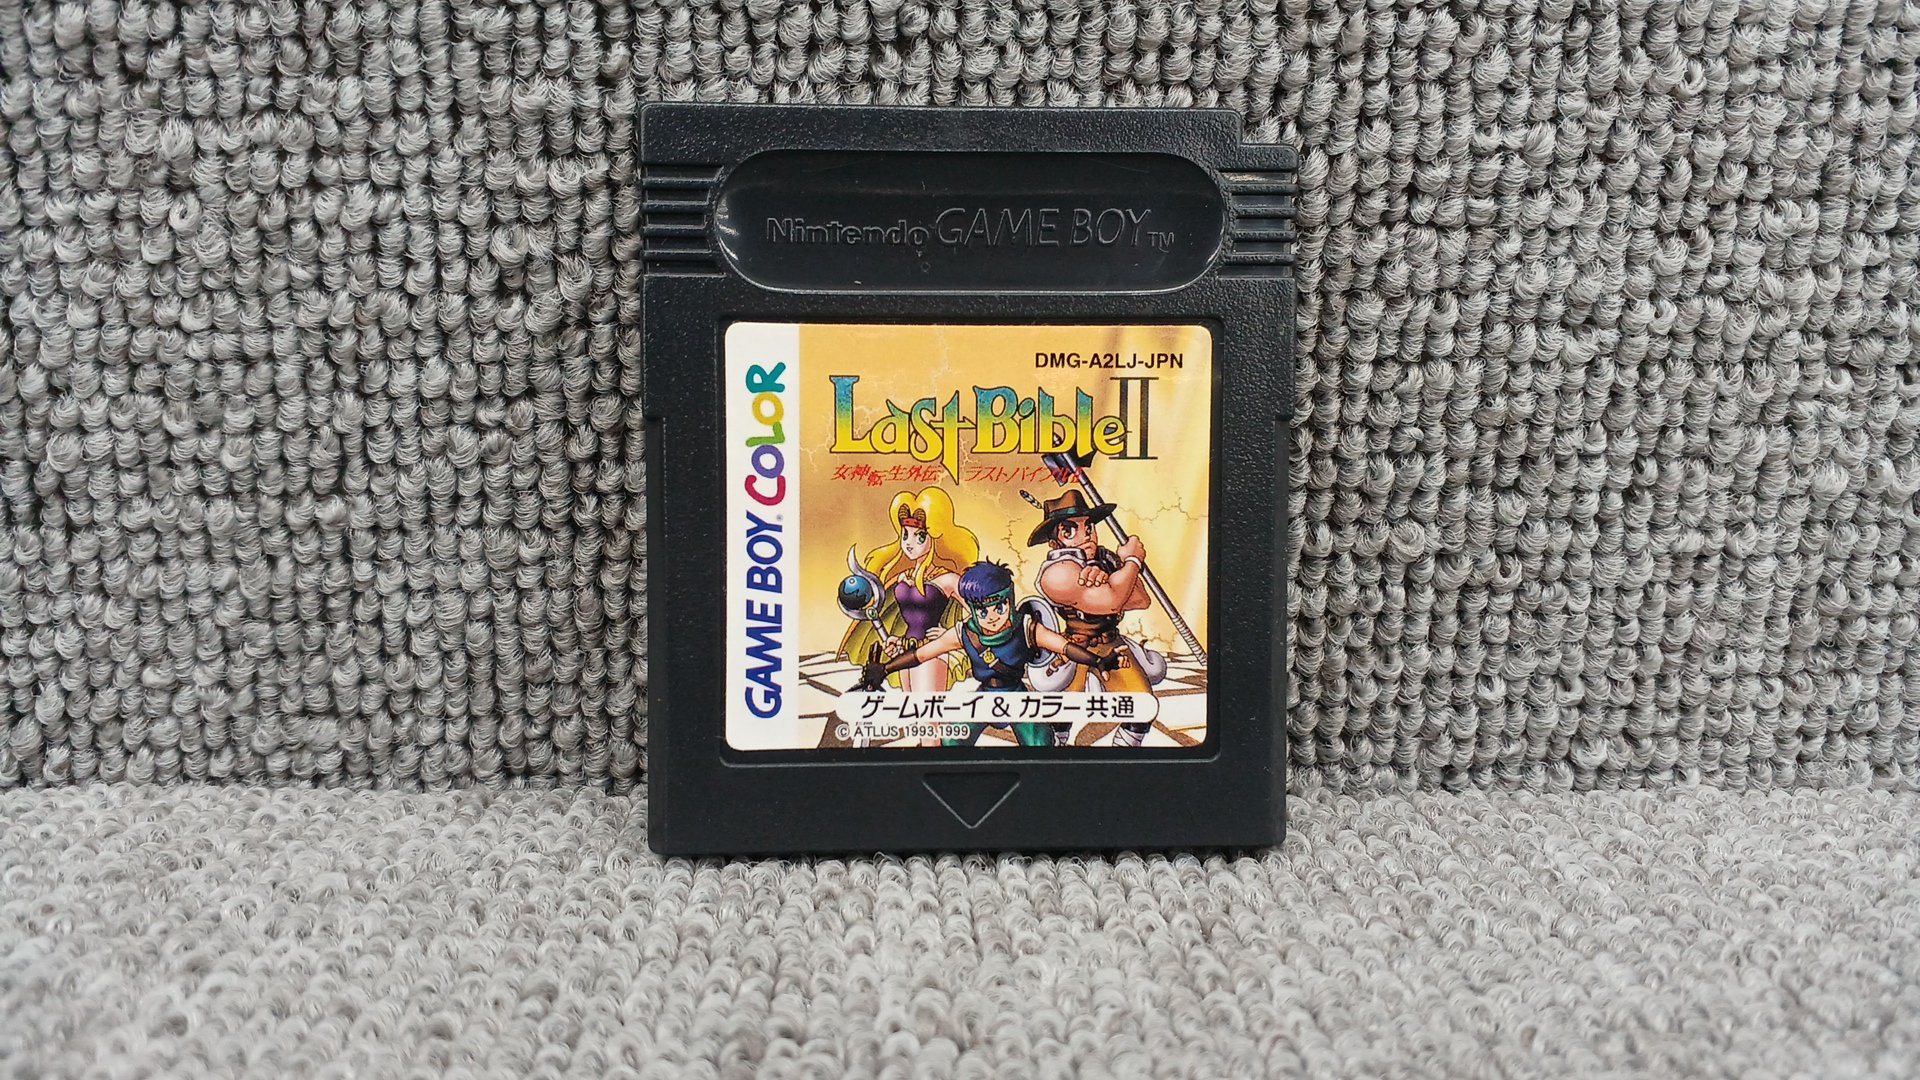 Nintendo GAME BOY TM
GAME BOY COLOR
DMG-A2LJ-JPN
Last Bible II
女神転生外伝 ラストバイブルII
ゲームボーイ & カラー共通
© ATLUS 1993,1999